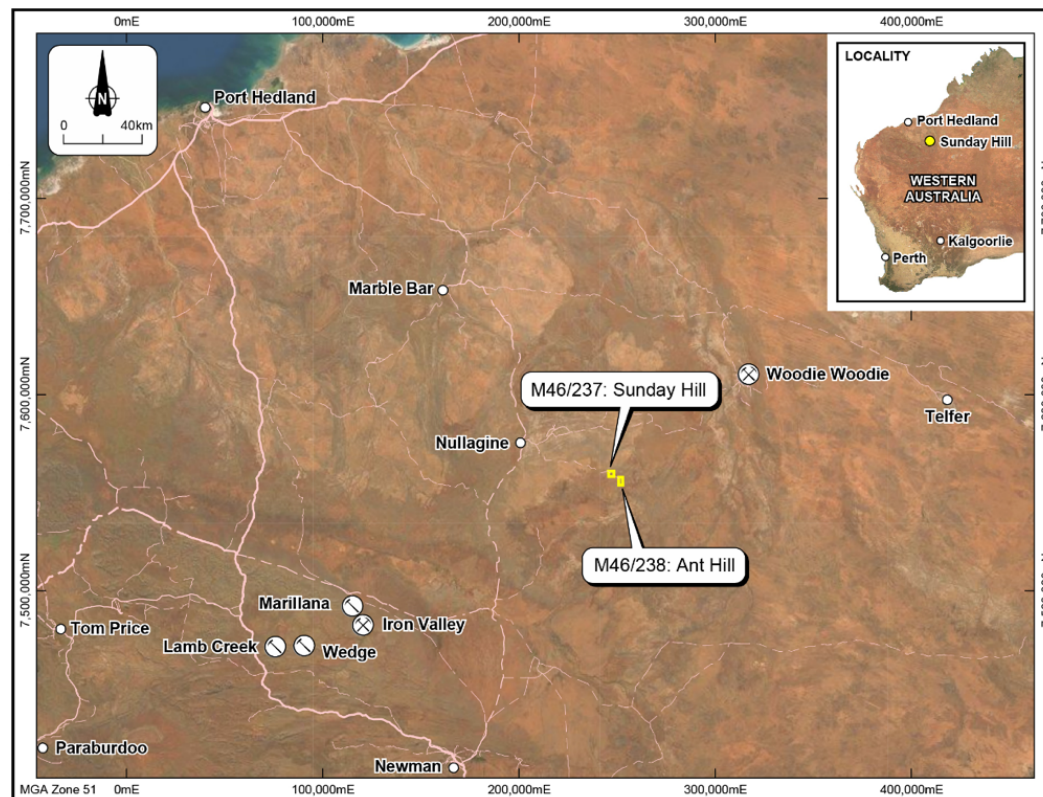 0mE
100,000mE
200,000mE
300,000mE
400,000mE
N
0 40km
Port Hedland
LOCALITY
Port Hedland
Sunday Hill
WESTERN
AUSTRALIA
Kalgoorlie
Perth
7,700,000mN
Marble Bar
Woodie Woodie
M46/237: Sunday Hill
Telfer
7,600,000mN
Nullagine
M46/238: Ant Hill
7,500,000mN
Marillana
Iron Valley
Tom Price
Lamb Creek
Wedge
Paraburdoo
Newman
MGA Zone 51
0mE
100,000mE
200,000mE
300,000mE
400,000mE